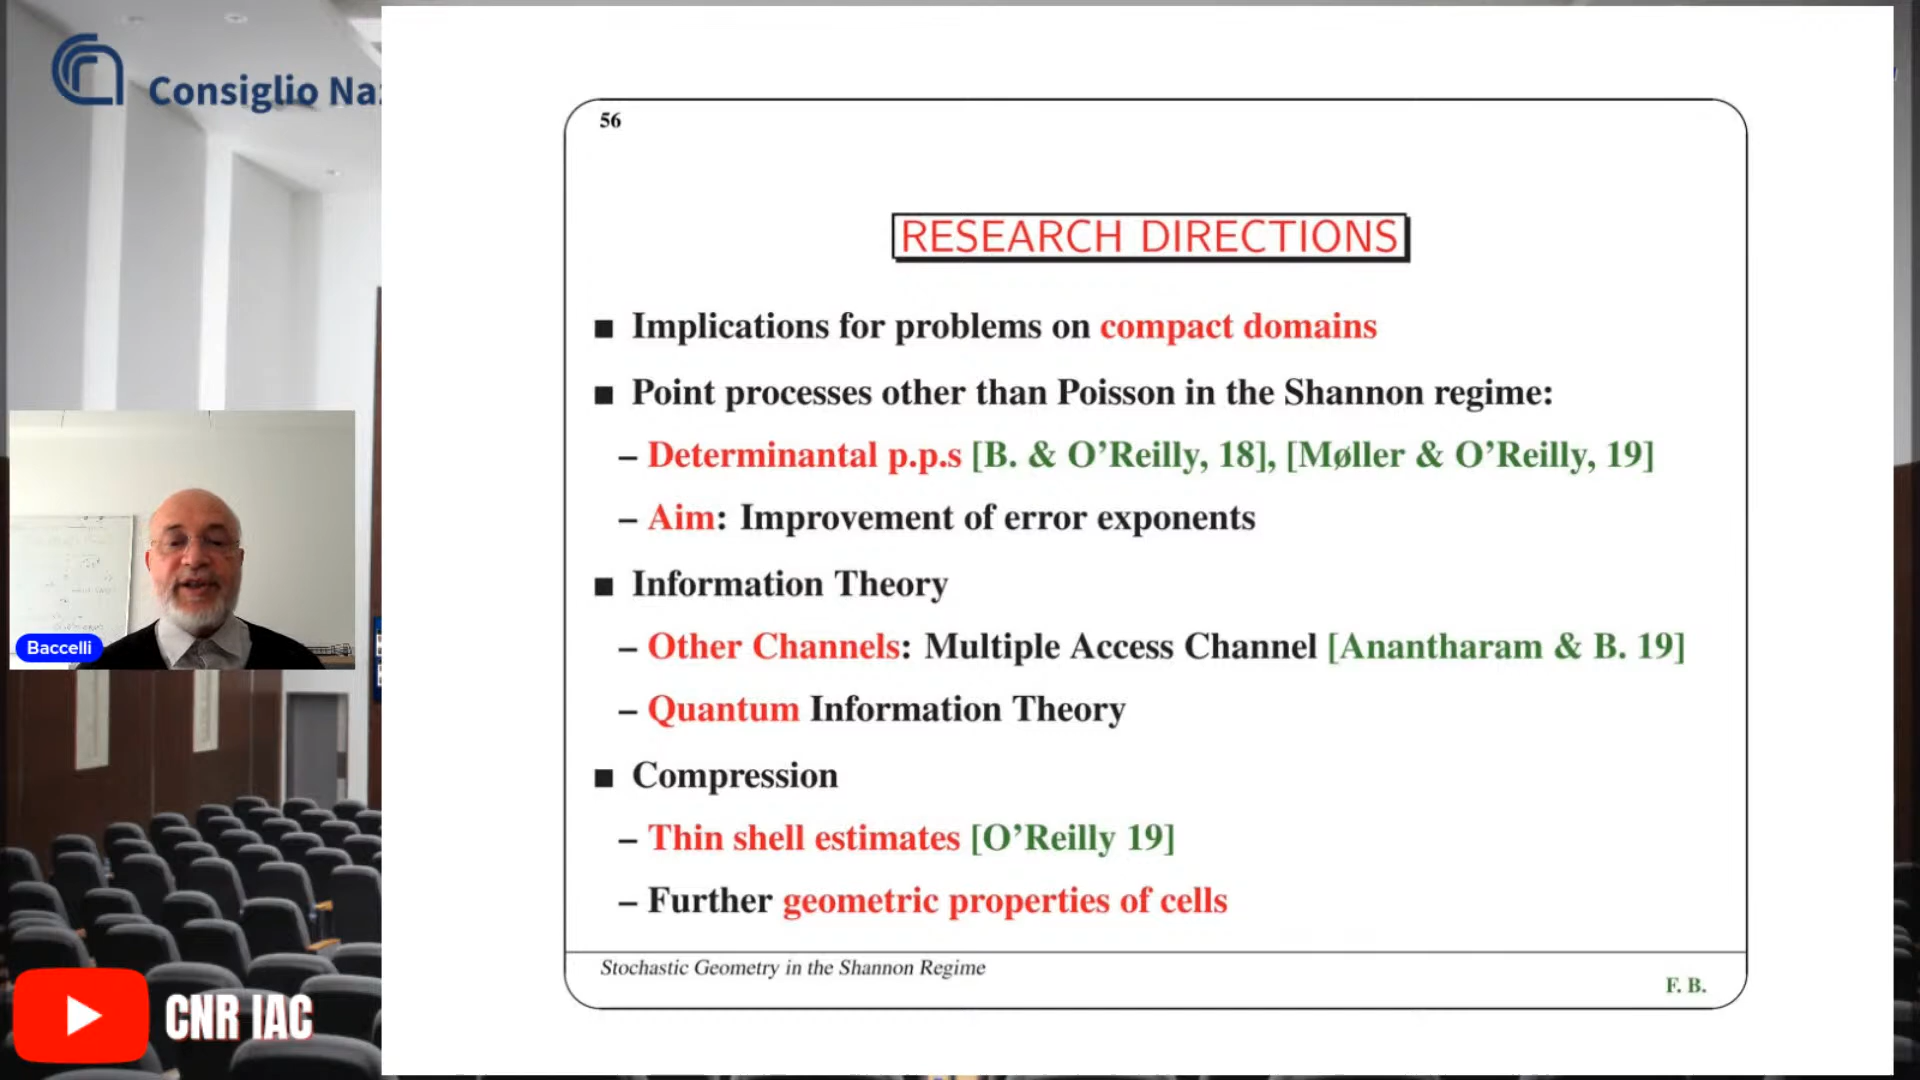 Consiglio Na
56
RESEARCH DIRECTIONS
■ Implications for problems on compact domains
■ Point processes other than Poisson in the Shannon regime:
– Determinantal p.p.s [B. & O’Reilly, 18], [Møller & O’Reilly, 19]
– Aim: Improvement of error exponents
■ Information Theory
– Other Channels: Multiple Access Channel [Anantharam & B. 19]
– Quantum Information Theory
■ Compression
– Thin shell estimates [O’Reilly 19]
– Further geometric properties of cells
Stochastic Geometry in the Shannon Regime
F. B.
Baccelli
CNR IAC